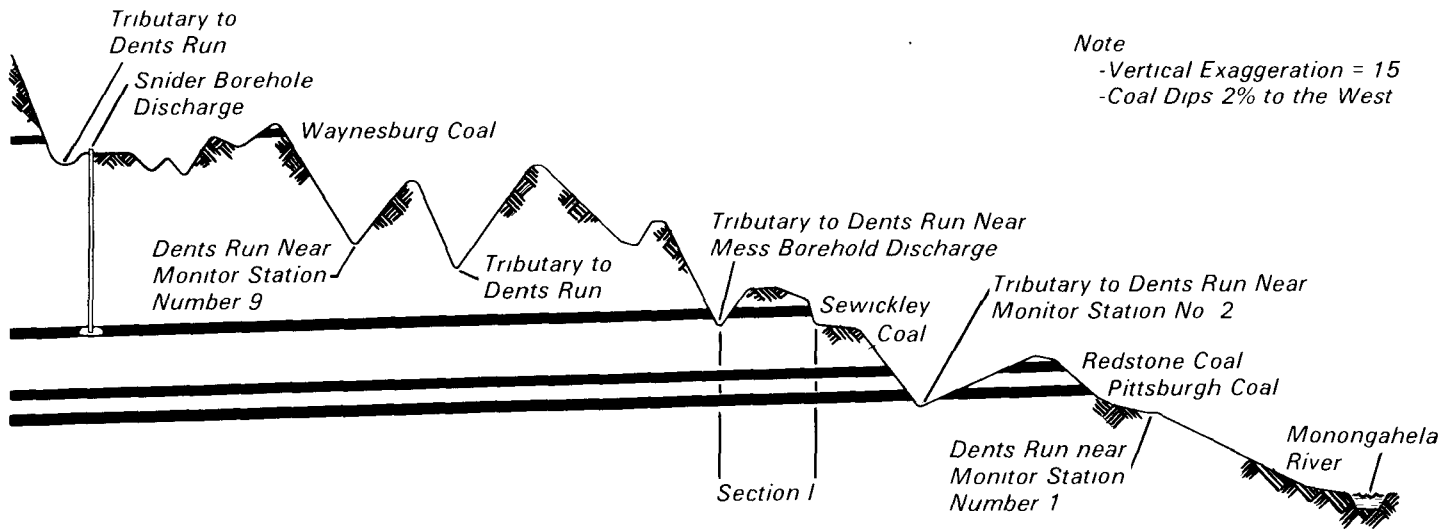 Tributary to
Dents Run
Snider Borehole
Discharge
Note
-Vertical Exaggeration = 15
-Coal Dips 2% to the West
Waynesburg Coal
Dents Run Near
Monitor Station
Number 9
Tributary to
Dents Run
Tributary to Dents Run Near
Mess Borehold Discharge
Sewickley
Coal
Tributary to Dents Run Near
Monitor Station No 2
Redstone Coal
Pittsburgh Coal
Section I
Dents Run near
Monitor Station
Number 1
Monongahela
River